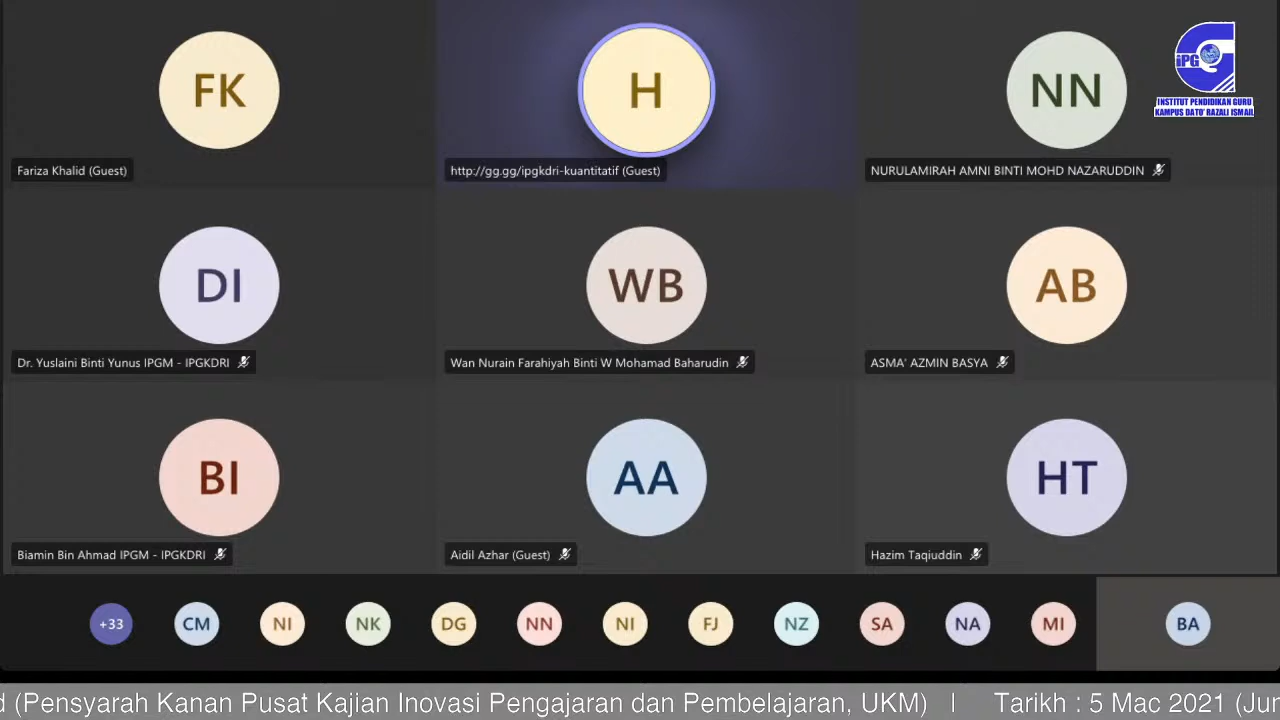 FK
H
NN
iPG
INSTITUT PENDIDIKAN GURU
KAMPUS DATO' RAZALI ISMAIL
Fariza Khalid (Guest)
http://gg.gg/ipgkdri-kuantitatif (Guest)
NURULAMIRAH AMNI BINTI MOHD NAZARUDDIN
DI
WB
AB
Dr. Yuslaini Binti Yunus IPGM - IPGKDRI
Wan Nurain Farahiyah Binti W Mohamad Baharudin
ASMA' AZMIN BASYA
BI
AA
HT
Biamin Bin Ahmad IPGM - IPGKDRI
Aidil Azhar (Guest)
Hazim Taqiuddin
+33
CM
NI
NK
DG
NN
NI
FJ
NZ
SA
NA
MI
BA
d (Pensyarah Kanan Pusat Kajian Inovasi Pengajaran dan Pembelajaran, UKM) I Tarikh : 5 Mac 2021 (Jum